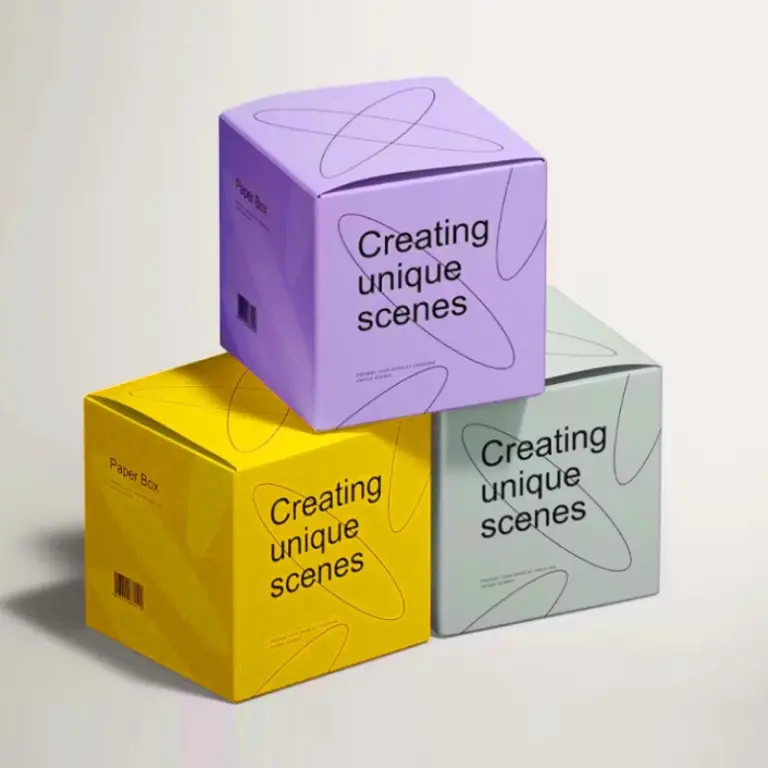 Paper Box
Creating
unique
scenes
Paper Box
Creating
unique
scenes
Creating
unique
scenes